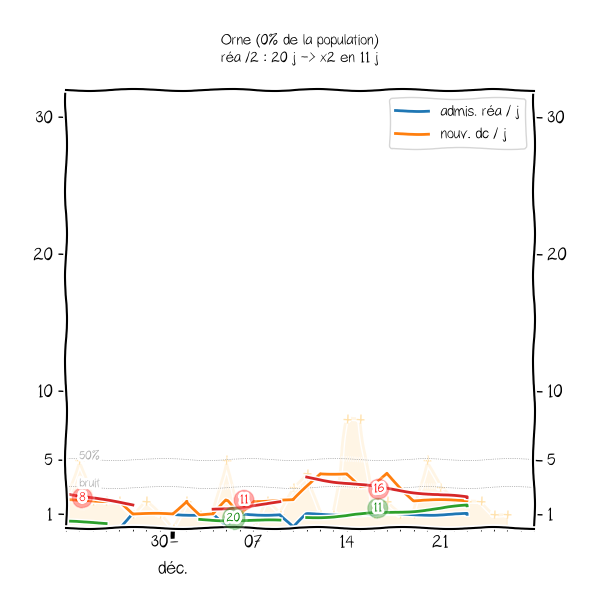 Orne (0% de la population)
réa /2 : 20 j -> x2 en 11 j
admis. réa / j
nouv. dc / j
30 30
20 20
10 10
50%
5 5
bruit
8 11 16
20 11
1 1
30 07 14 21
déc.